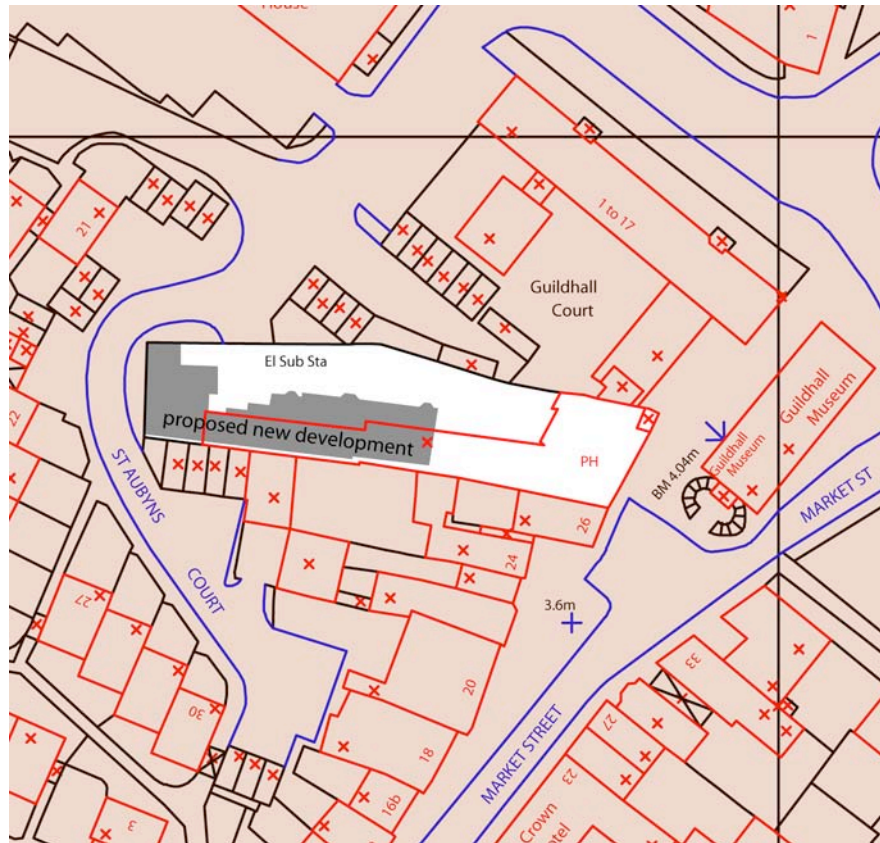 House
1
21
1 to 17
Guildhall
Court
El Sub Sta
proposed new development
PH
Guildhall
Museum
Guildhall
Museum
BM 4.04m
MARKET ST
22
ST AUBYNS
COURT
26
24
27
3.6m
33
20
30
27
18
MARKET STREET
23
16b
Crown
3